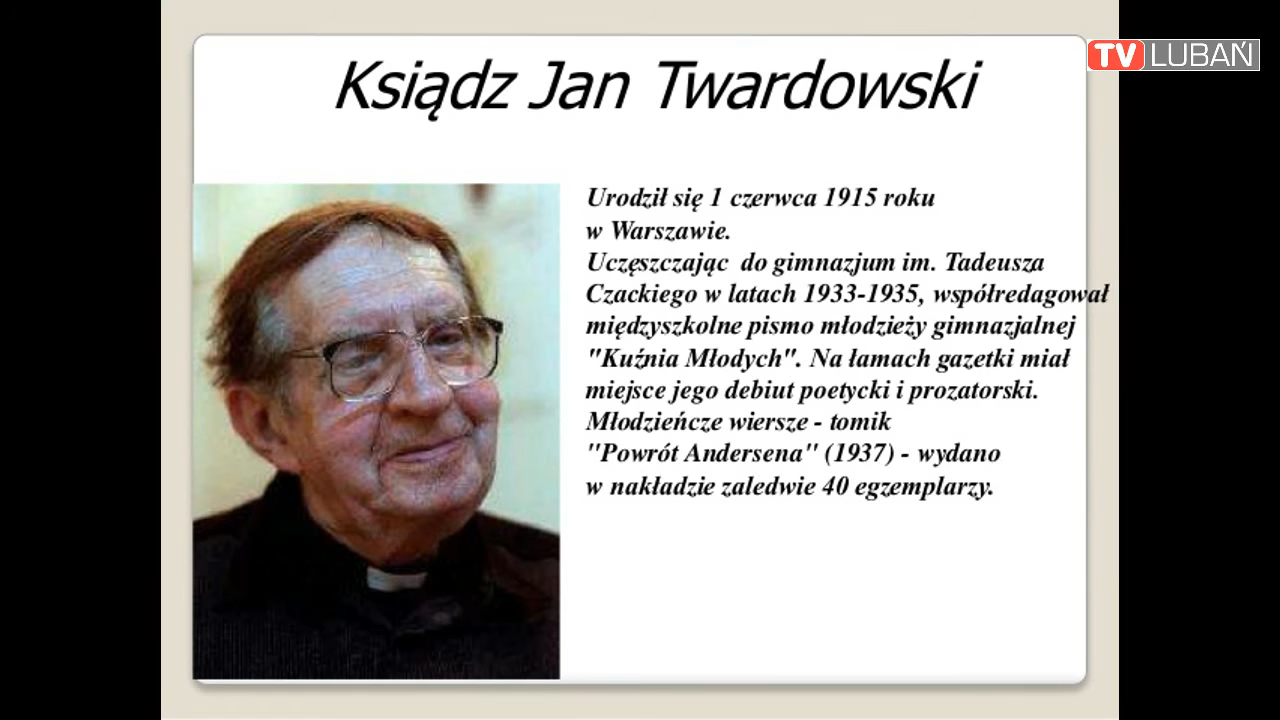 Ksiądz Jan Twardowski
TV LUBAŃ
Urodził się 1 czerwca 1915 roku
w Warszawie.
Uczęszczając do gimnazjum im. Tadeusza
Czackiego w latach 1933-1935, współredagował
międzyszkolne pismo młodzieży gimnazjalnej
"Kuźnia Młodych". Na łamach gazetki miał
miejsce jego debiut poetycki i prozatorski.
Młodzieńcze wiersze - tomik
"Powrót Andersena" (1937) - wydano
w nakładzie zaledwie 40 egzemplarzy.